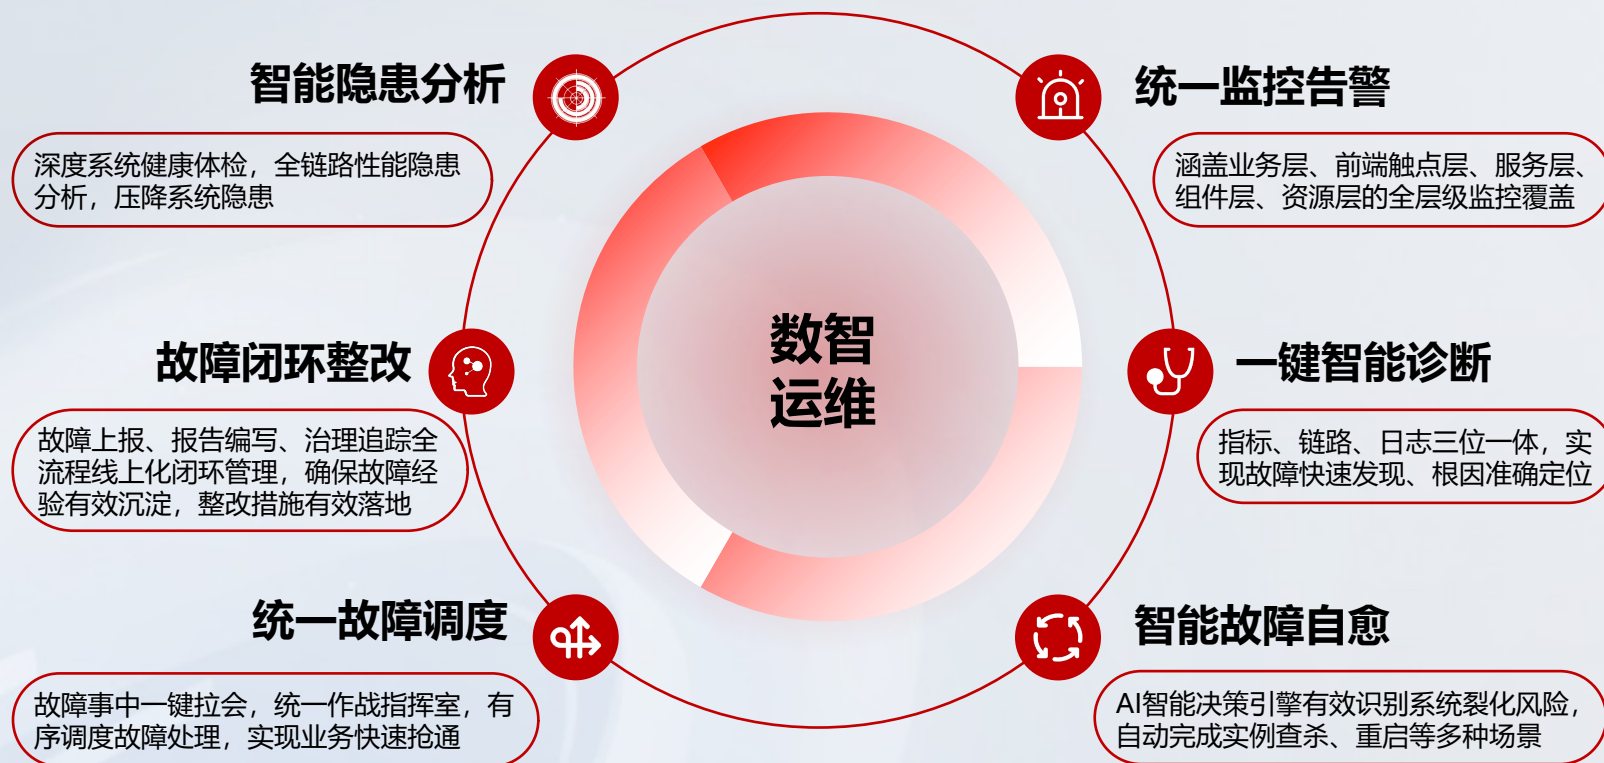 智能隐患分析
深度系统健康体检，全链路性能隐患
分析，压降系统隐患
故障闭环整改
故障上报、报告编写、治理追踪全
流程线上化闭环管理，确保故障经
验有效沉淀，整改措施有效落地
统一故障调度
故障事中一键拉会，统一作战指挥室，有
序调度故障处理，实现业务快速抢通
数智
运维
统一监控告警
涵盖业务层、前端触点层、服务层、
组件层、资源层的全层级监控覆盖
一键智能诊断
指标、链路、日志三位一体，实
现故障快速发现、根因准确定位
智能故障自愈
AI智能决策引擎有效识别系统裂化风险，
自动完成实例查杀、重启等多种场景